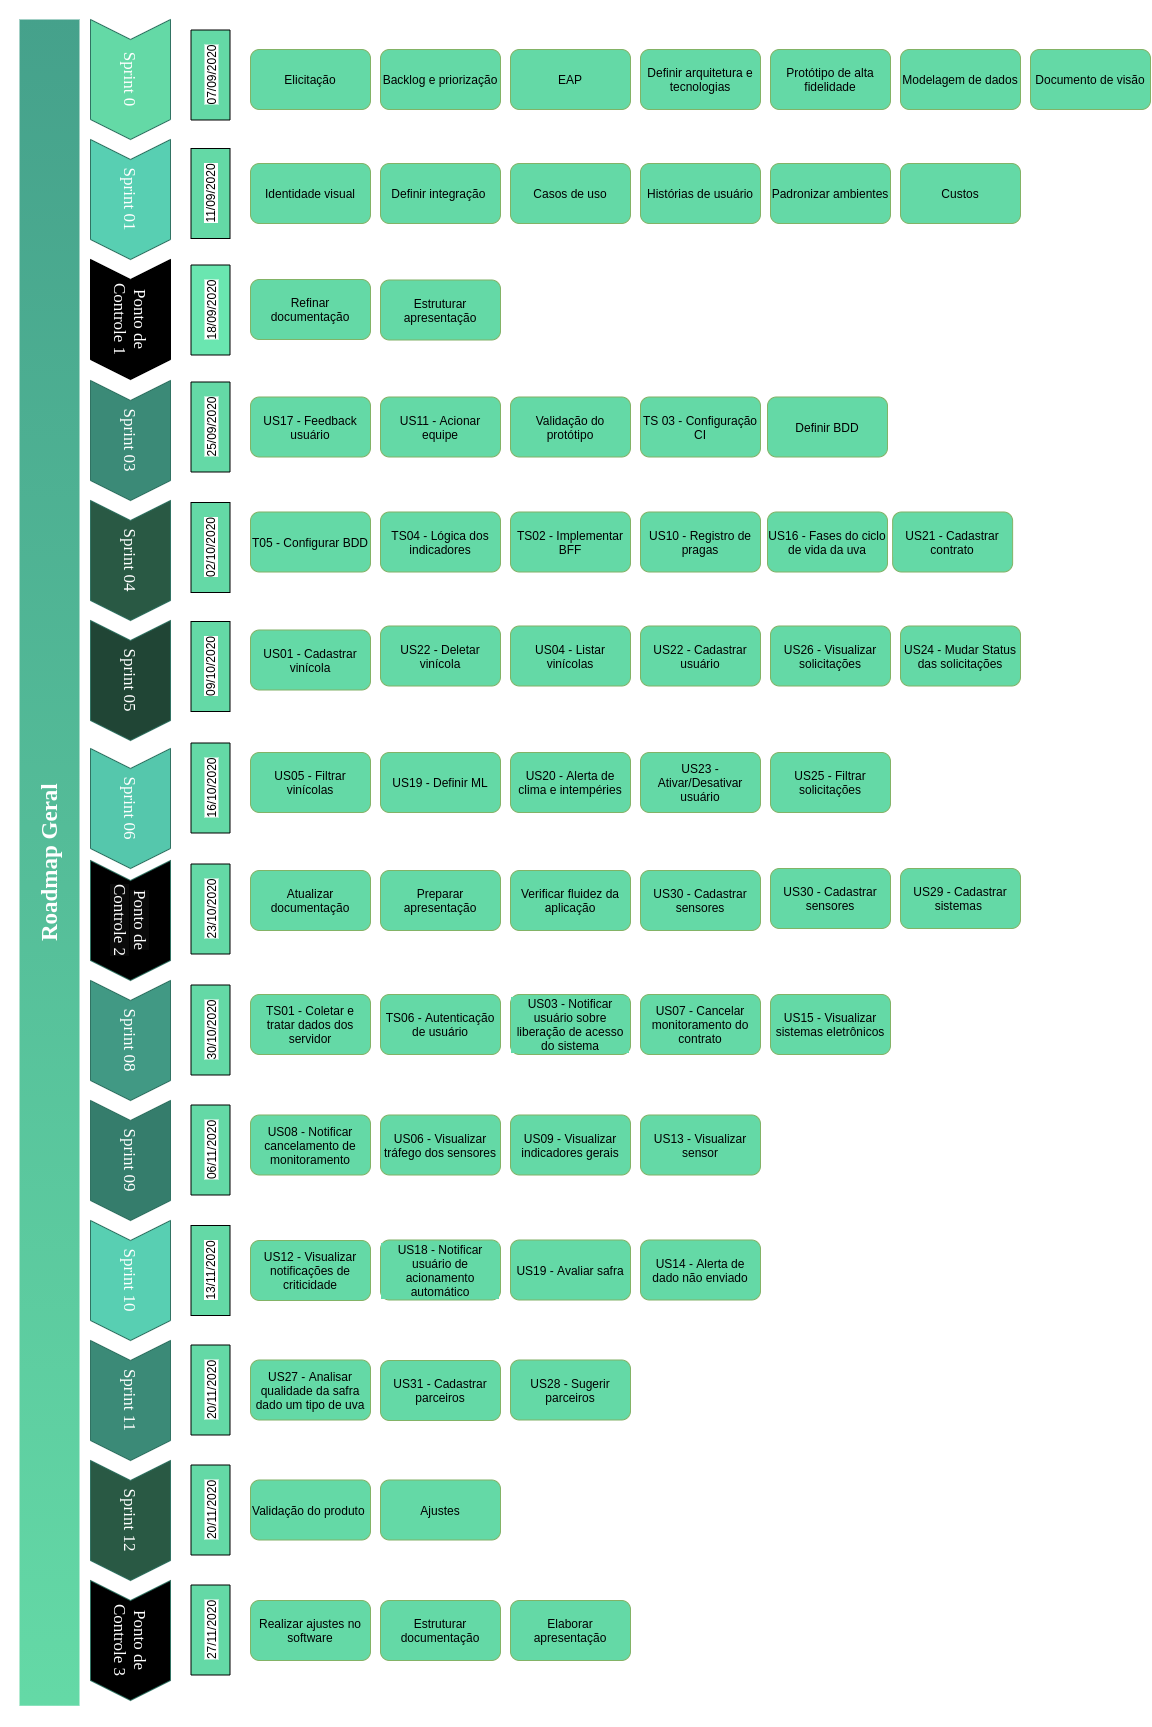 Roadmap Geral
Sprint 0
07/09/2020
Elicitação
Backlog e priorização
EAP
Definir arquitetura e
tecnologias
Protótipo de alta
fidelidade
Modelagem de dados
Documento de visão
Sprint 01
11/09/2020
Identidade visual
Definir integração
Casos de uso
Histórias de usuário
Padronizar ambientes
Custos
Ponto de
Controle 1
18/09/2020
Refinar
documentação
Estruturar
apresentação
Sprint 03
25/09/2020
US17 - Feedback
usuário
US11 - Acionar
equipe
Validação do
protótipo
TS 03 - Configuração
CI
Definir BDD
Sprint 04
02/10/2020
T05 - Configurar BDD
TS04 - Lógica dos
indicadores
TS02 - Implementar
BFF
US10 - Registro de
pragas
US16 - Fases do ciclo
de vida da uva
US21 - Cadastrar
contrato
Sprint 05
09/10/2020
US01 - Cadastrar
vinícola
US22 - Deletar
vinícola
US04 - Listar
vinícolas
US22 - Cadastrar
usuário
US26 - Visualizar
solicitações
US24 - Mudar Status
das solicitações
Sprint 06
16/10/2020
US05 - Filtrar
vinícolas
US19 - Definir ML
US20 - Alerta de
clima e intempéries
US23 -
Ativar/Desativar
usuário
US25 - Filtrar
solicitações
Ponto de
Controle 2
23/10/2020
Atualizar
documentação
Preparar
apresentação
Verificar fluidez da
aplicação
US30 - Cadastrar
sensores
US30 - Cadastrar
sensores
US29 - Cadastrar
sistemas
Sprint 08
30/10/2020
TS01 - Coletar e
tratar dados dos
servidor
TS06 - Autenticação
de usuário
US03 - Notificar
usuário sobre
liberação de acesso
do sistema
US07 - Cancelar
monitoramento do
contrato
US15 - Visualizar
sistemas eletrônicos
Sprint 09
06/11/2020
US08 - Notificar
cancelamento de
monitoramento
US06 - Visualizar
tráfego dos sensores
US09 - Visualizar
indicadores gerais
US13 - Visualizar
sensor
Sprint 10
13/11/2020
US12 - Visualizar
notificações de
criticidade
US18 - Notificar
usuário de
acionamento
automático
US19 - Avaliar safra
US14 - Alerta de
dado não enviado
Sprint 11
20/11/2020
US27 - Analisar
qualidade da safra
dado um tipo de uva
US31 - Cadastrar
parceiros
US28 - Sugerir
parceiros
Sprint 12
20/11/2020
Validação do produto
Ajustes
Ponto de
Controle 3
27/11/2020
Realizar ajustes no
software
Estruturar
documentação
Elaborar
apresentação